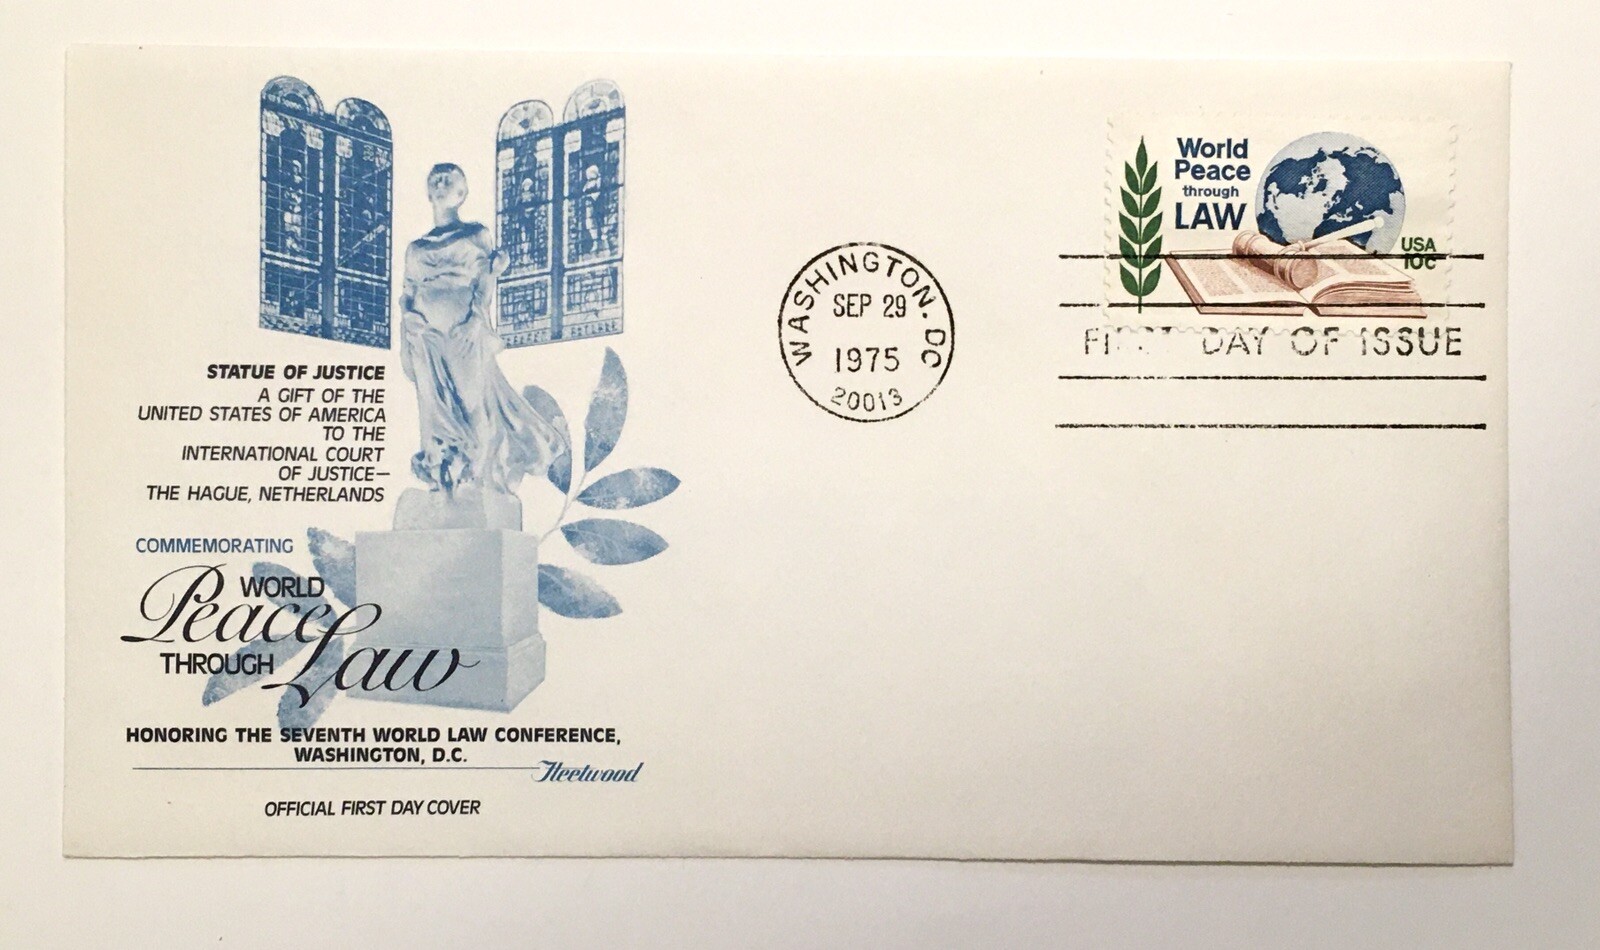 STATUE OF JUSTICE
A GIFT OF THE
UNITED STATES OF AMERICA
TO THE
INTERNATIONAL COURT
OF JUSTICE—
THE HAGUE, NETHERLANDS
COMMEMORATING
WORLD
Peace
THROUGH Law
HONORING THE SEVENTH WORLD LAW CONFERENCE,
WASHINGTON, D.C.
Fleetwood
OFFICIAL FIRST DAY COVER
WASHINGTON. DC
SEP 29
1975
20013
World
Peace
through
LAW
USA
10c
FIRST DAY OF ISSUE